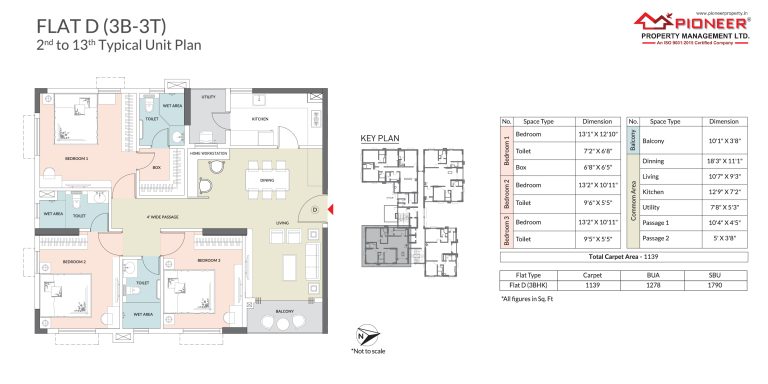 FLAT D (3B-3T)
2nd to 13th Typical Unit Plan
www.pioneerproperty.in
PIONEER®
PROPERTY MANAGEMENT LTD.
An ISO 9001:2015 Certified Company
WET AREA
TOILET
UTILITY
KITCHEN
BEDROOM 1
BOX
HOME WORKSTATION
DINING
WET AREA
TOILET
4' WIDE PASSAGE
LIVING
D
BEDROOM 2
BEDROOM 3
TOILET
WET AREA
BALCONY
KEY PLAN
N
*Not to scale
No. Space Type Dimension
Bedroom 1
Bedroom 13'1" X 12'10"
Toilet 7'2" X 6'8"
Box 6'8" X 6'5"
Bedroom 2
Bedroom 13'2" X 10'11"
Toilet 9'6" X 5'5"
Bedroom 3
Bedroom 13'2" X 10'11"
Toilet 9'5" X 5'5"
No. Space Type Dimension
Balcony
Balcony 10'1" X 3'8"
Common Area
Dining 18'3" X 11'1"
Living 10'7" X 9'3"
Kitchen 12'9" X 7'2"
Utility 7'8" X 5'3"
Passage 1 10'4" X 4'5"
Passage 2 5' X 3'8"
Total Carpet Area - 1139
Flat Type Carpet BUA SBU
Flat D (3BHK) 1139 1278 1790
*All figures in Sq. Ft